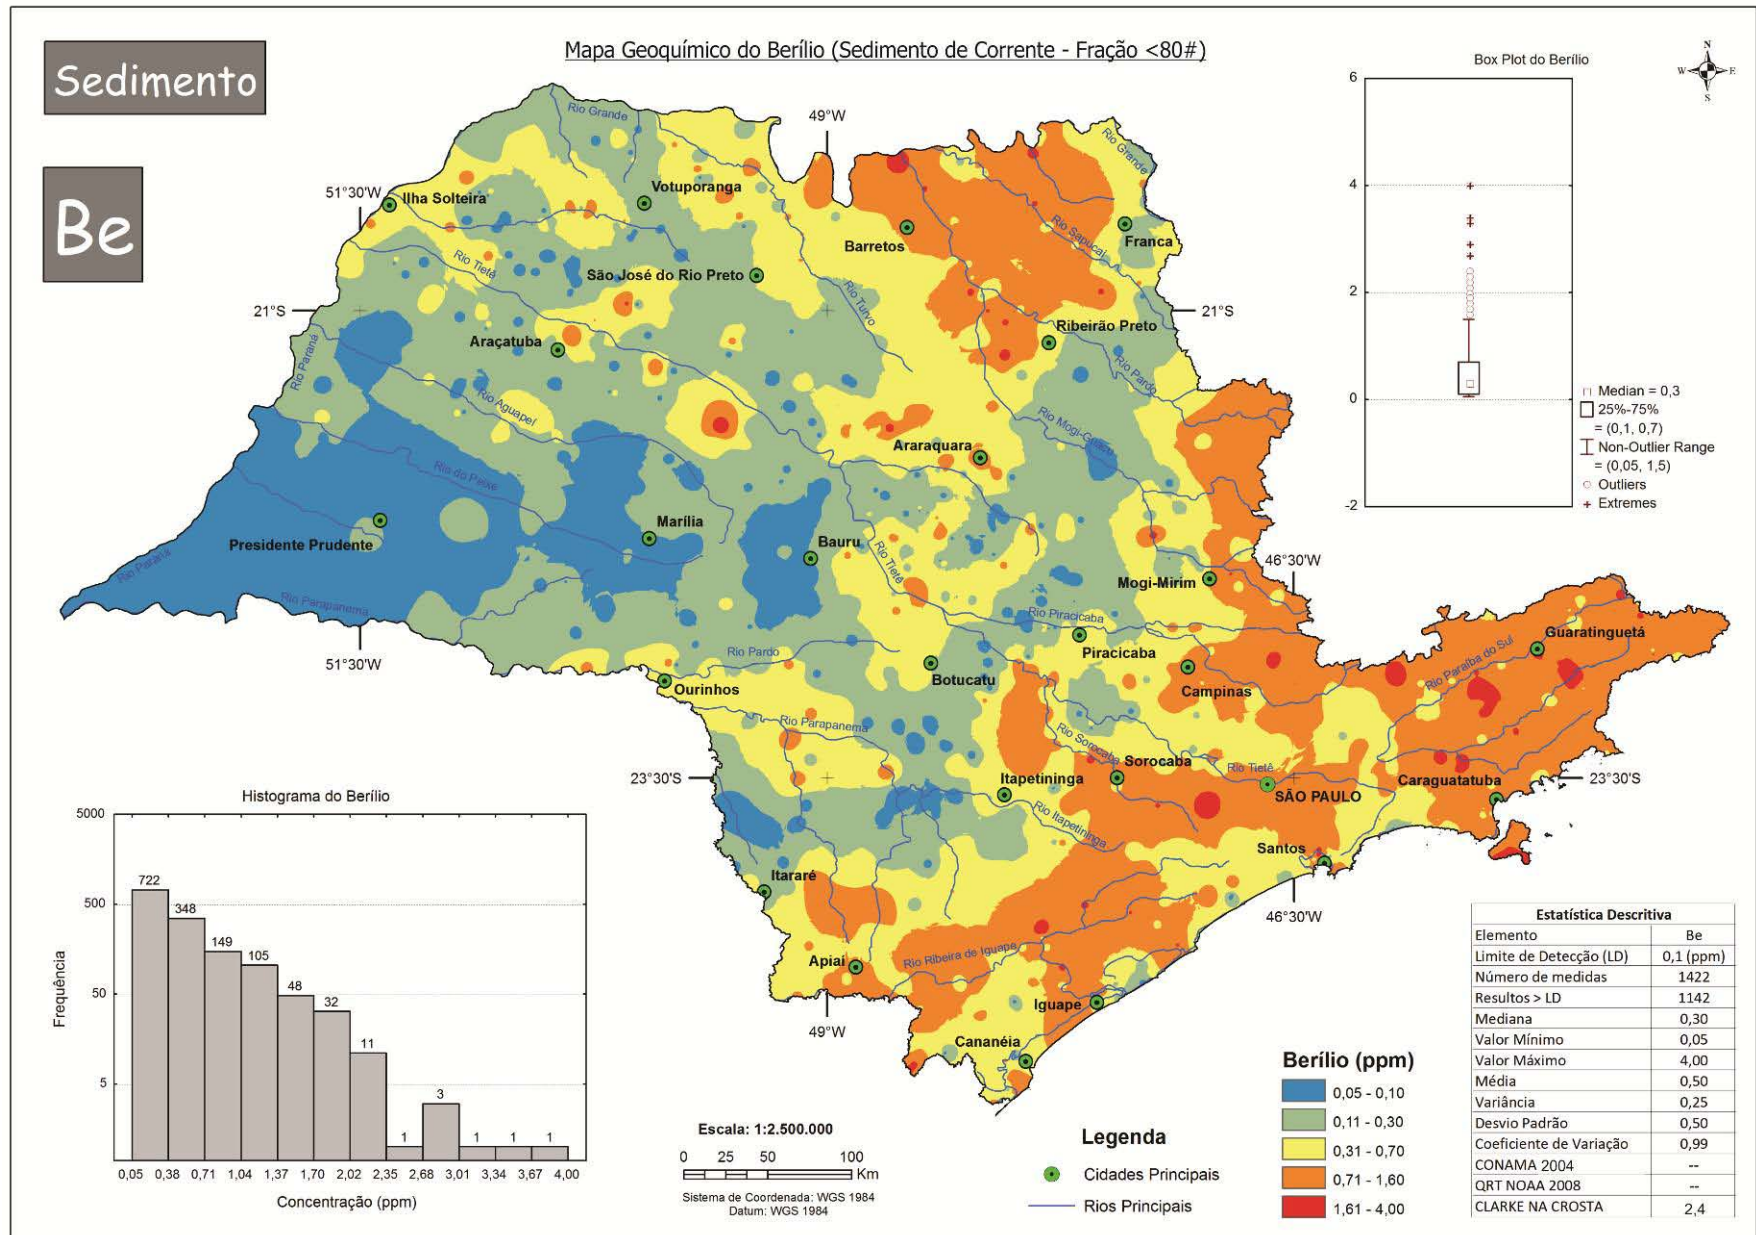 Sedimento
Be
Mapa Geoquímico do Berílio (Sedimento de Corrente - Fração <80#)
Box Plot do Berílio
N
W E
S
6
4
2
0
-2
□ Median = 0,3
25%-75%
= (0,1, 0,7)
Non-Outlier Range
= (0,05, 1,5)
Outliers
Extremes
49°W
51°30'W
21°S
21°S
46°30'W
51°30'W
23°30'S
23°30'S
46°30'W
49°W
Rio Grande
Rio Grande
Ilha Solteira
Votuporanga
Barretos
Franca
Rio Sapucaí
Rio Tietê
São José do Rio Preto
Rio Turvo
Ribeirão Preto
Araçatuba
Rio Paraná
Rio Pardo
Rio Aguapeí
Rio Mogi-Guaçu
Araraquara
Rio do Peixe
Marília
Presidente Prudente
Bauru
Rio Paraná
Rio Tietê
Mogi-Mirim
Rio Parapanema
Rio Piracicaba
Piracicaba
Guaratinguetá
Rio Paraíba do Sul
Rio Pardo
Botucatu
Campinas
Ourinhos
Rio Parapanema
Rio Sorocaba
Sorocaba
Itapetininga
Rio Tietê
SÃO PAULO
Caraguatatuba
Rio Itapetininga
Santos
Itararé
Apiaí
Rio Ribeira de Iguape
Iguape
Cananéia
Histograma do Berílio
5000
500
50
5
Frequência
722
348
149
105
48
32
11
1
3
1
1
1
0,05 0,38 0,71 1,04 1,37 1,70 2,02 2,35 2,68 3,01 3,34 3,67 4,00
Concentração (ppm)
Escala: 1:2.500.000
0 25 50 100
Km
Sistema de Coordenada: WGS 1984
Datum: WGS 1984
Legenda
Cidades Principais
Rios Principais
Berílio (ppm)
0,05 - 0,10
0,11 - 0,30
0,31 - 0,70
0,71 - 1,60
1,61 - 4,00
Estatística Descritiva
Elemento Be
Limite de Detecção (LD) 0,1 (ppm)
Número de medidas 1422
Resultos > LD 1142
Mediana 0,30
Valor Mínimo 0,05
Valor Máximo 4,00
Média 0,50
Variância 0,25
Desvio Padrão 0,50
Coeficiente de Variação 0,99
CONAMA 2004 --
QRT NOAA 2008 --
CLARKE NA CROSTA 2,4